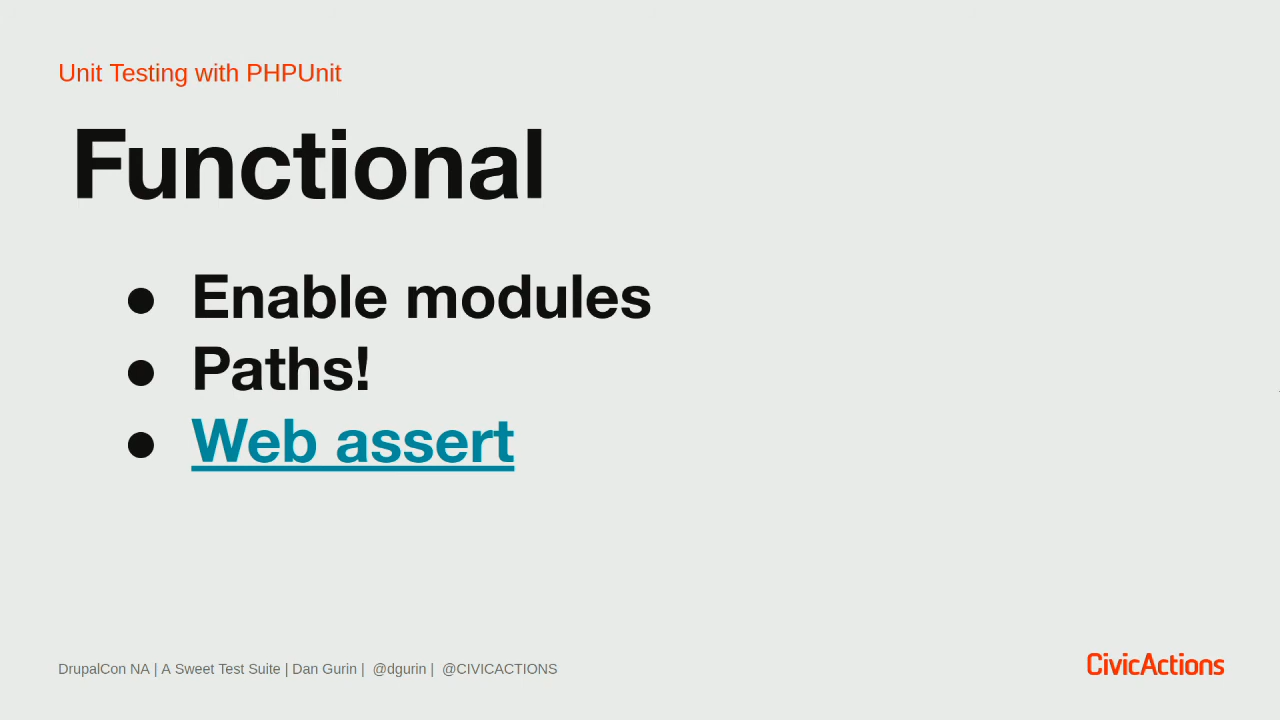 Unit Testing with PHPUnit
Functional
● Enable modules
● Paths!
● Web assert
DrupalCon NA | A Sweet Test Suite | Dan Gurin | @dgurin | @CIVICACTIONS
CivicActions